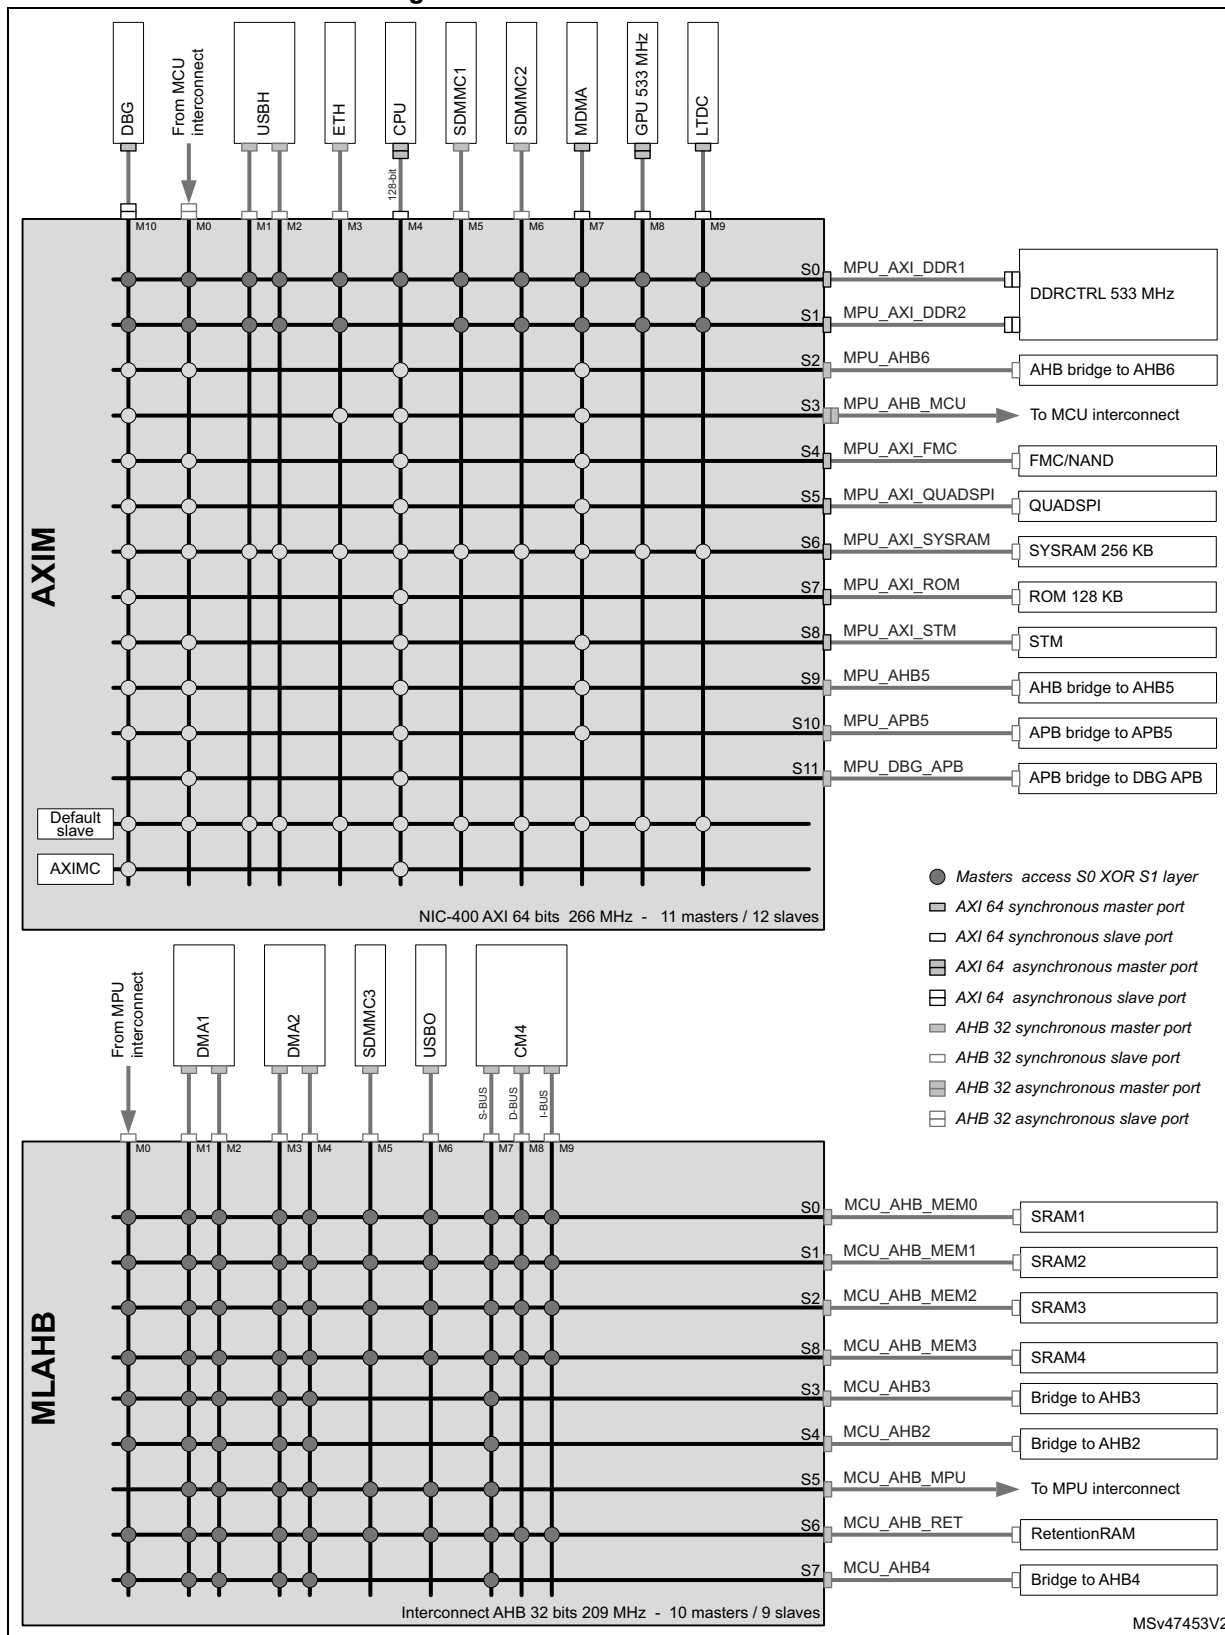 DBG
From MCU
interconnect
USBH
ETH
CPU
SDMMC1
SDMMC2
MDMA
GPU 533 MHz
LTDC
128-bit
M10
M0
M1
M2
M3
M4
M5
M6
M7
M8
M9
AXIM
S0 MPU_AXI_DDR1
DDRCTRL 533 MHz
S1 MPU_AXI_DDR2
S2 MPU_AHB6 AHB bridge to AHB6
S3 MPU_AHB_MCU To MCU interconnect
S4 MPU_AXI_FMC FMC/NAND
S5 MPU_AXI_QUADSPI QUADSPI
S6 MPU_AXI_SYSRAM SYSRAM 256 KB
S7 MPU_AXI_ROM ROM 128 KB
S8 MPU_AXI_STM STM
S9 MPU_AHB5 AHB bridge to AHB5
S10 MPU_APB5 APB bridge to APB5
S11 MPU_DBG_APB APB bridge to DBG APB
Default
slave
AXIMC
NIC-400 AXI 64 bits 266 MHz - 11 masters / 12 slaves
Masters access S0 XOR S1 layer
AXI 64 synchronous master port
AXI 64 synchronous slave port
AXI 64 asynchronous master port
AXI 64 asynchronous slave port
AHB 32 synchronous master port
AHB 32 synchronous slave port
AHB 32 asynchronous master port
AHB 32 asynchronous slave port
From MPU
interconnect
DMA1
DMA2
SDMMC3
USBO
CM4
S-BUS
D-BUS
I-BUS
M0
M1
M2
M3
M4
M5
M6
M7
M8
M9
MLAHB
S0 MCU_AHB_MEM0 SRAM1
S1 MCU_AHB_MEM1 SRAM2
S2 MCU_AHB_MEM2 SRAM3
S8 MCU_AHB_MEM3 SRAM4
S3 MCU_AHB3 Bridge to AHB3
S4 MCU_AHB2 Bridge to AHB2
S5 MCU_AHB_MPU To MPU interconnect
S6 MCU_AHB_RET RetentionRAM
S7 MCU_AHB4 Bridge to AHB4
Interconnect AHB 32 bits 209 MHz - 10 masters / 9 slaves
MSv47453V2